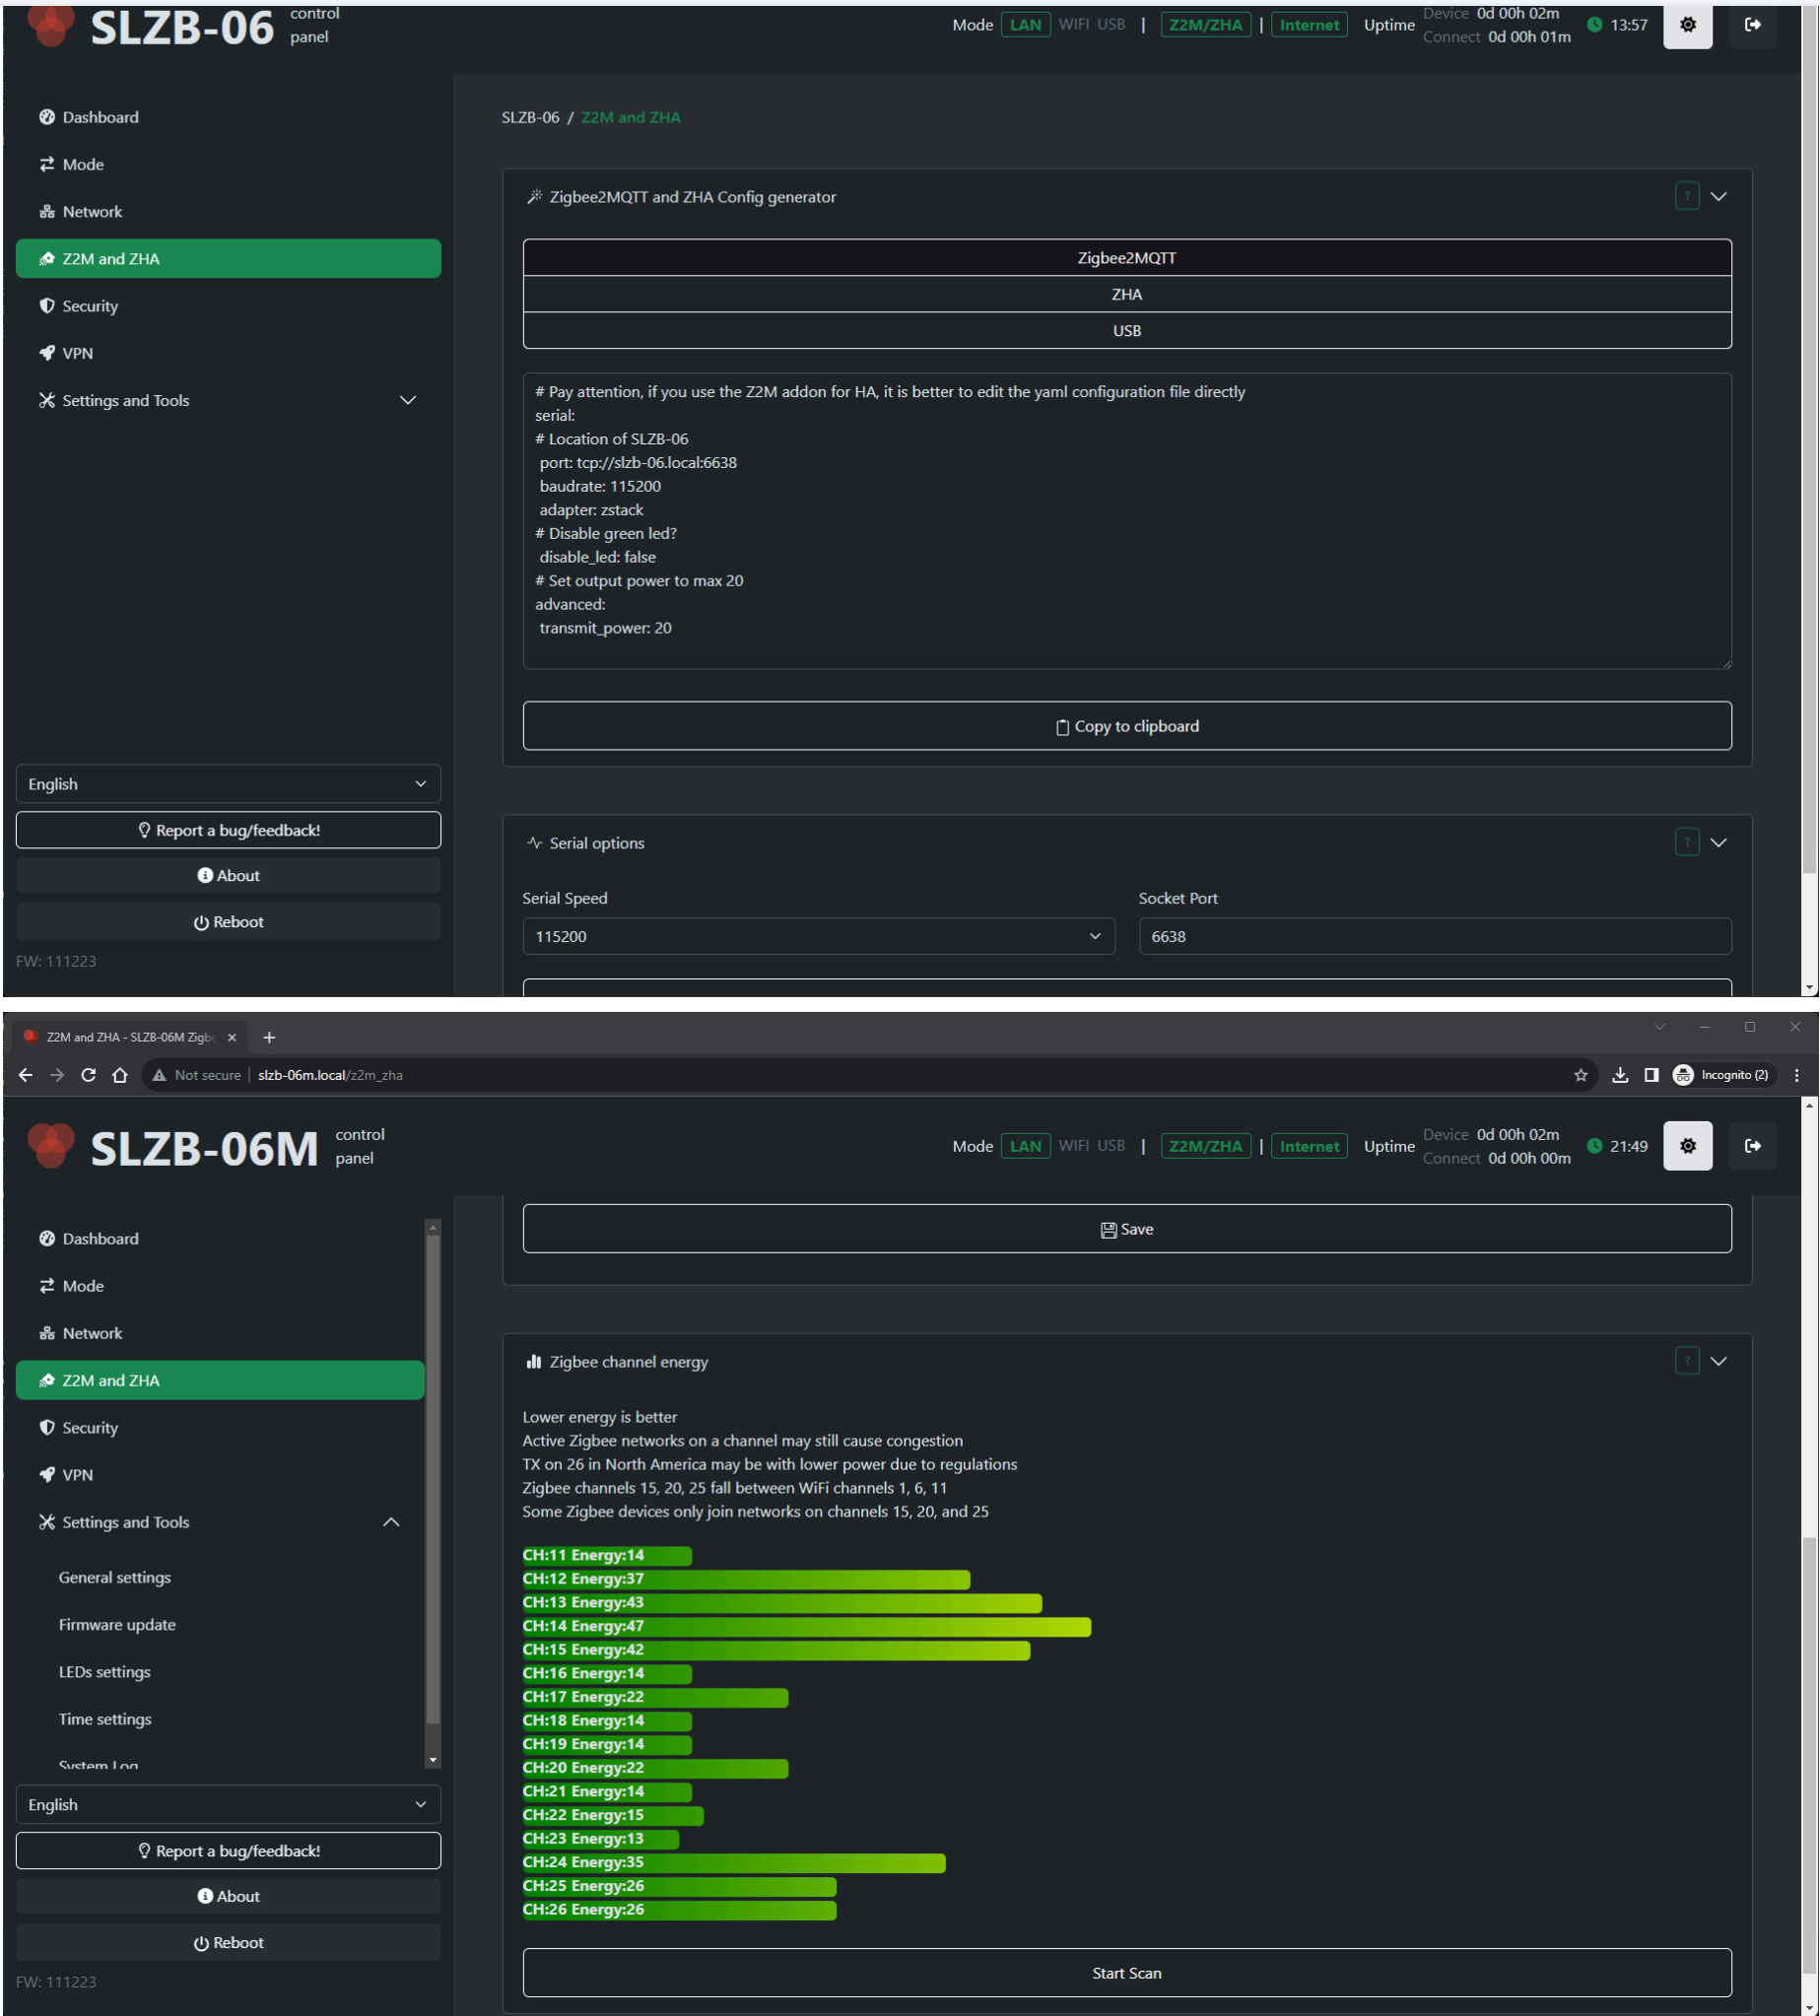 SLZB-06 control panel
Mode LAN WIFI USB | Z2M/ZHA | Internet Uptime Device 0d 00h 02m Connect 0d 00h 01m 13:57
Dashboard
Mode
Network
Z2M and ZHA
Security
VPN
Settings and Tools
English
Report a bug/feedback!
About
Reboot
FW: 111223
SLZB-06 / Z2M and ZHA
Zigbee2MQTT and ZHA Config generator ?
Zigbee2MQTT
ZHA
USB
# Pay attention, if you use the Z2M addon for HA, it is better to edit the yaml configuration file directly
serial:
# Location of SLZB-06
port: tcp://slzb-06.local:6638
baudrate: 115200
adapter: zstack
# Disable green led?
disable_led: false
# Set output power to max 20
advanced:
transmit_power: 20
Copy to clipboard
Serial options ?
Serial Speed Socket Port
115200 6638
Z2M and ZHA - SLZB-06M Zigb
Not secure | slzb-06m.local/z2m_zha Incognito (2)
SLZB-06M control panel
Mode LAN WIFI USB | Z2M/ZHA | Internet Uptime Device 0d 00h 02m Connect 0d 00h 00m 21:49
Dashboard
Mode
Network
Z2M and ZHA
Security
VPN
Settings and Tools
General settings
Firmware update
LEDs settings
Time settings
System Log
English
Report a bug/feedback!
About
Reboot
FW: 111223
Save
Zigbee channel energy ?
Lower energy is better
Active Zigbee networks on a channel may still cause congestion
TX on 26 in North America may be with lower power due to regulations
Zigbee channels 15, 20, 25 fall between WiFi channels 1, 6, 11
Some Zigbee devices only join networks on channels 15, 20, and 25
CH:11 Energy:14
CH:12 Energy:37
CH:13 Energy:43
CH:14 Energy:47
CH:15 Energy:42
CH:16 Energy:14
CH:17 Energy:22
CH:18 Energy:14
CH:19 Energy:14
CH:20 Energy:22
CH:21 Energy:14
CH:22 Energy:15
CH:23 Energy:13
CH:24 Energy:35
CH:25 Energy:26
CH:26 Energy:26
Start Scan